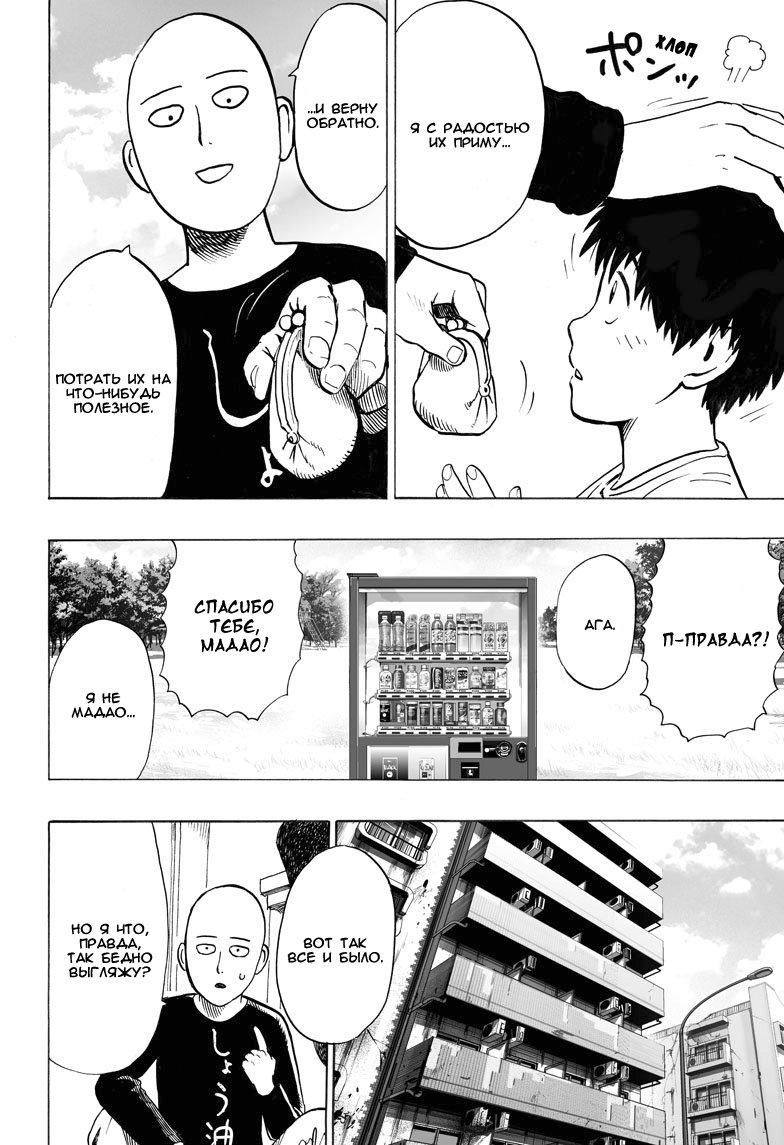 ポンッ
ХЛОП
Я С РАДОСТЬЮ
ИХ ПРИМУ...
...И ВЕРНУ
ОБРАТНО.
ПОТРАТЬ ИХ НА
ЧТО-НИБУДЬ
ПОЛЕЗНОЕ.
П-ПРАВДА?!
АГА.
СПАСИБО
ТЕБЕ,
МАДАО!
Я НЕ
МАДАО...
ВОТ ТАК
ВСЕ И БЫЛО.
НО Я ЧТО,
ПРАВДА,
ТАК БЕДНО
ВЫГЛЯЖУ?
しょう油